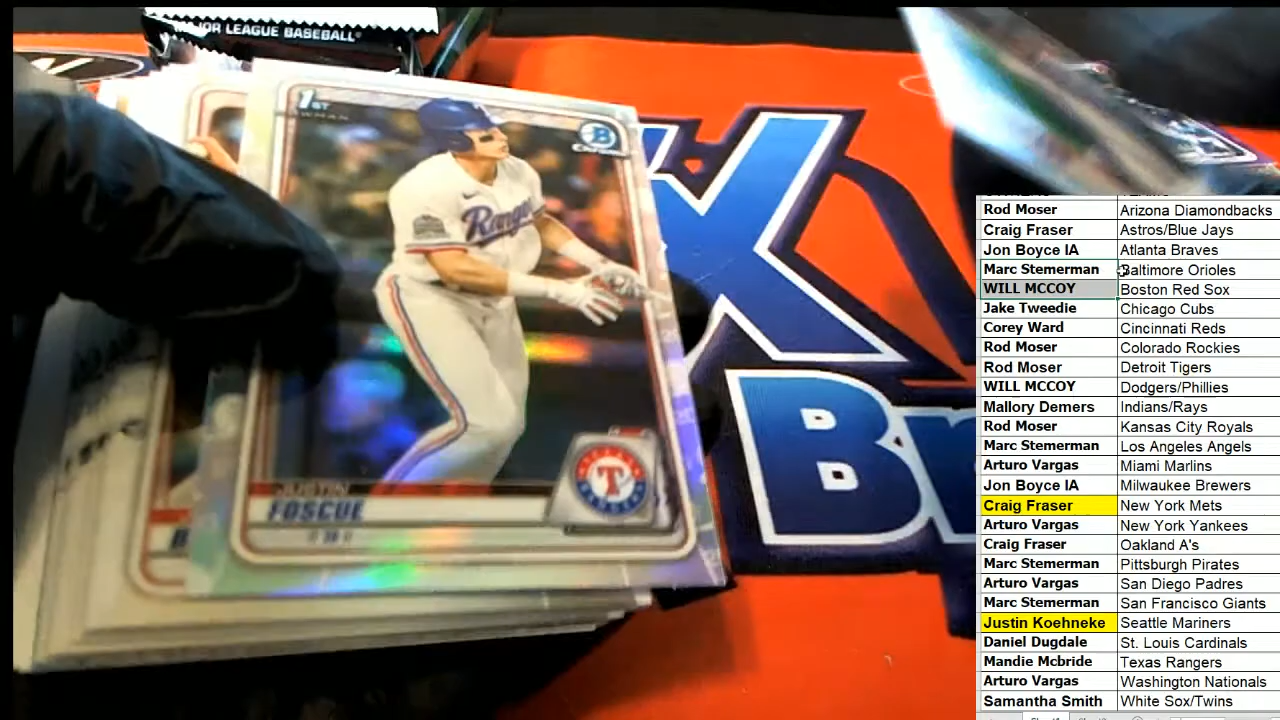 MAJOR LEAGUE BASEBALL
1ST
BOWMAN
B
Rangers
T
Rod Moser Arizona Diamondbacks
Craig Fraser Astros/Blue Jays
Jon Boyce IA Atlanta Braves
Marc Stemerman Baltimore Orioles
WILL MCCOY Boston Red Sox
Jake Tweedie Chicago Cubs
Corey Ward Cincinnati Reds
Rod Moser Colorado Rockies
Rod Moser Detroit Tigers
WILL MCCOY Dodgers/Phillies
Mallory Demers Indians/Rays
Rod Moser Kansas City Royals
Marc Stemerman Los Angeles Angels
Arturo Vargas Miami Marlins
Jon Boyce IA Milwaukee Brewers
Craig Fraser New York Mets
Arturo Vargas New York Yankees
Craig Fraser Oakland A's
Marc Stemerman Pittsburgh Pirates
Arturo Vargas San Diego Padres
Marc Stemerman San Francisco Giants
Justin Koehneke Seattle Mariners
Daniel Dugdale St. Louis Cardinals
Mandie Mcbride Texas Rangers
Arturo Vargas Washington Nationals
Samantha Smith White Sox/Twins